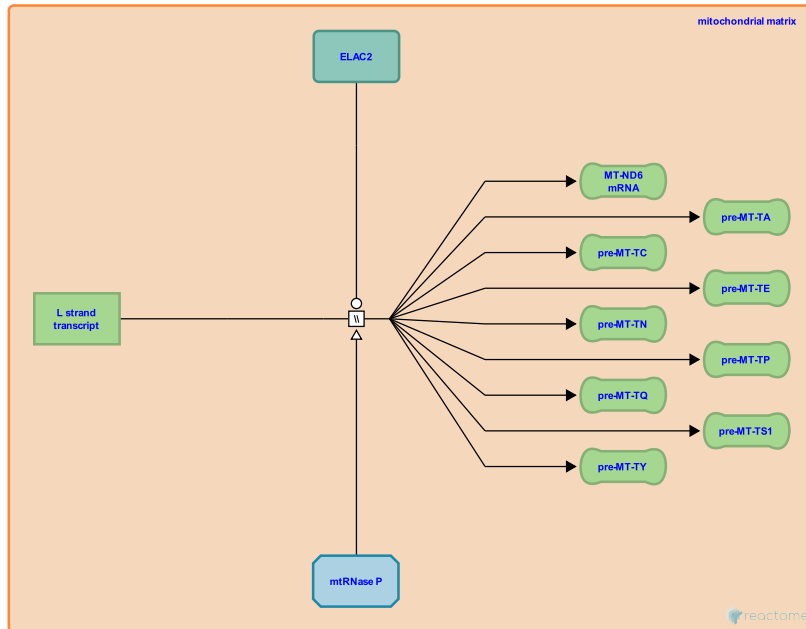 mitochondrial matrix
ELAC2
MT-ND6
mRNA
pre-MT-TA
pre-MT-TC
pre-MT-TE
L strand
transcript
\\
pre-MT-TN
pre-MT-TP
pre-MT-TQ
pre-MT-TS1
pre-MT-TY
mtRNase P
reactome